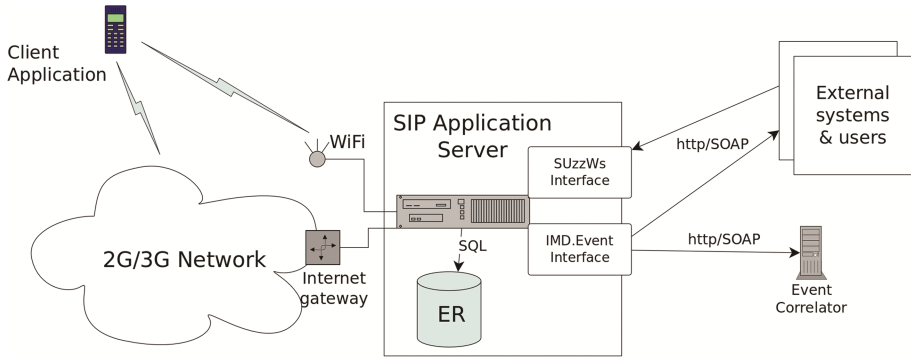 Client
Application
WiFi
2G/3G Network
Internet
gateway
SIP Application
Server
SUzzWs
Interface
IMD.Event
Interface
SQL
ER
http/SOAP
http/SOAP
External
systems
& users
Event
Correlator